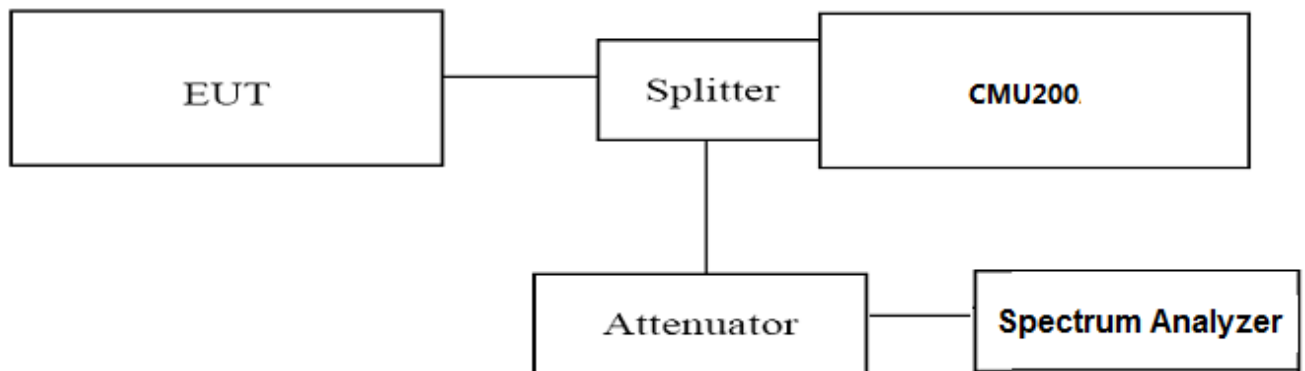 EUT
Splitter
CMU200
Attenuator
Spectrum Analyzer